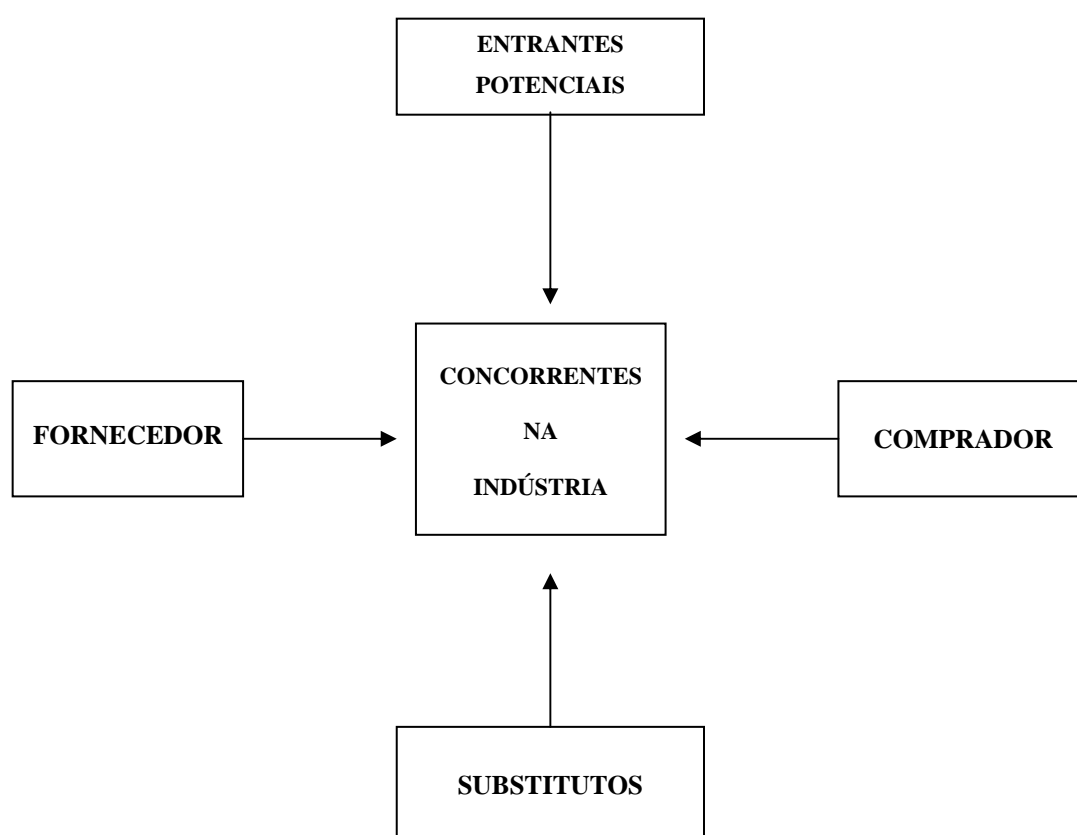 ENTRANTES
POTENCIAIS
CONCORRENTES
NA
INDÚSTRIA
FORNECEDOR
COMPRADOR
SUBSTITUTOS